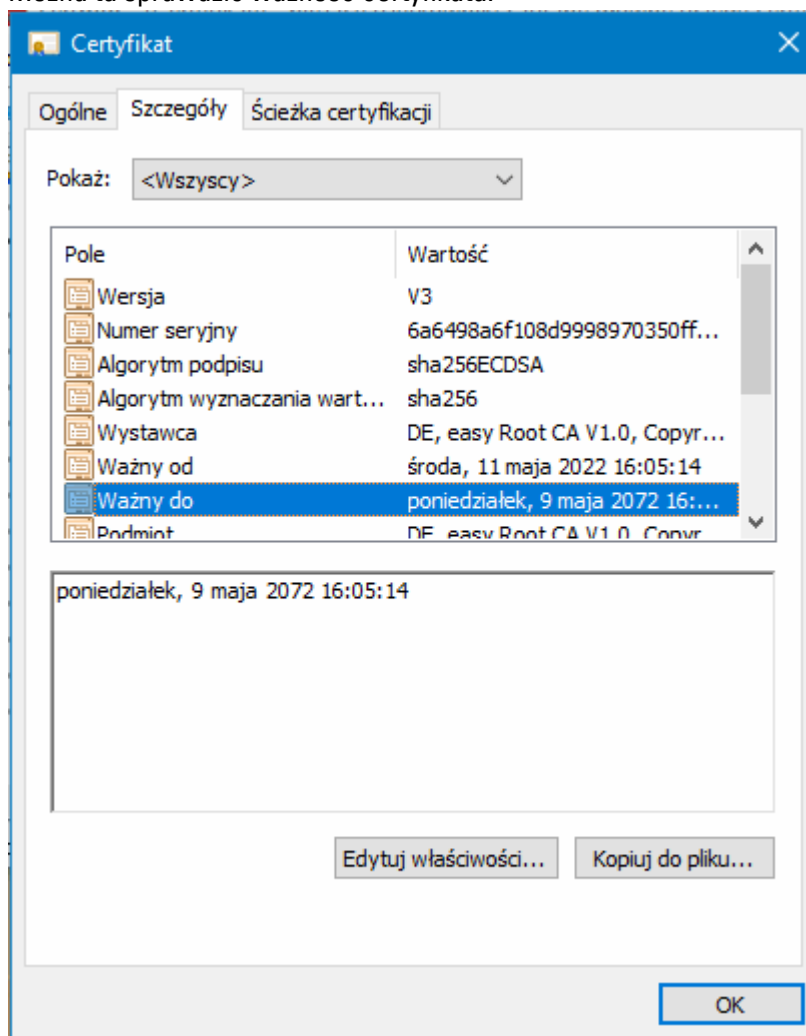 Certyfikat
Ogólne Szczegóły Ścieżka certyfikacji
Pokaż: <Wszyscy>
Pole Wartość
Wersja V3
Numer seryjny 6a6498a6f108d9998970350ff...
Algorytm podpisu sha256ECDSA
Algorytm wyznaczania wart... sha256
Wystawca DE, easy Root CA V1.0, Copyr...
Ważny od środa, 11 maja 2022 16:05:14
Ważny do poniedziałek, 9 maja 2072 16:...
Podmiot DE, easy Root CA V1.0, Copyr
poniedziałek, 9 maja 2072 16:05:14
Edytuj właściwości... Kopiuj do pliku...
OK